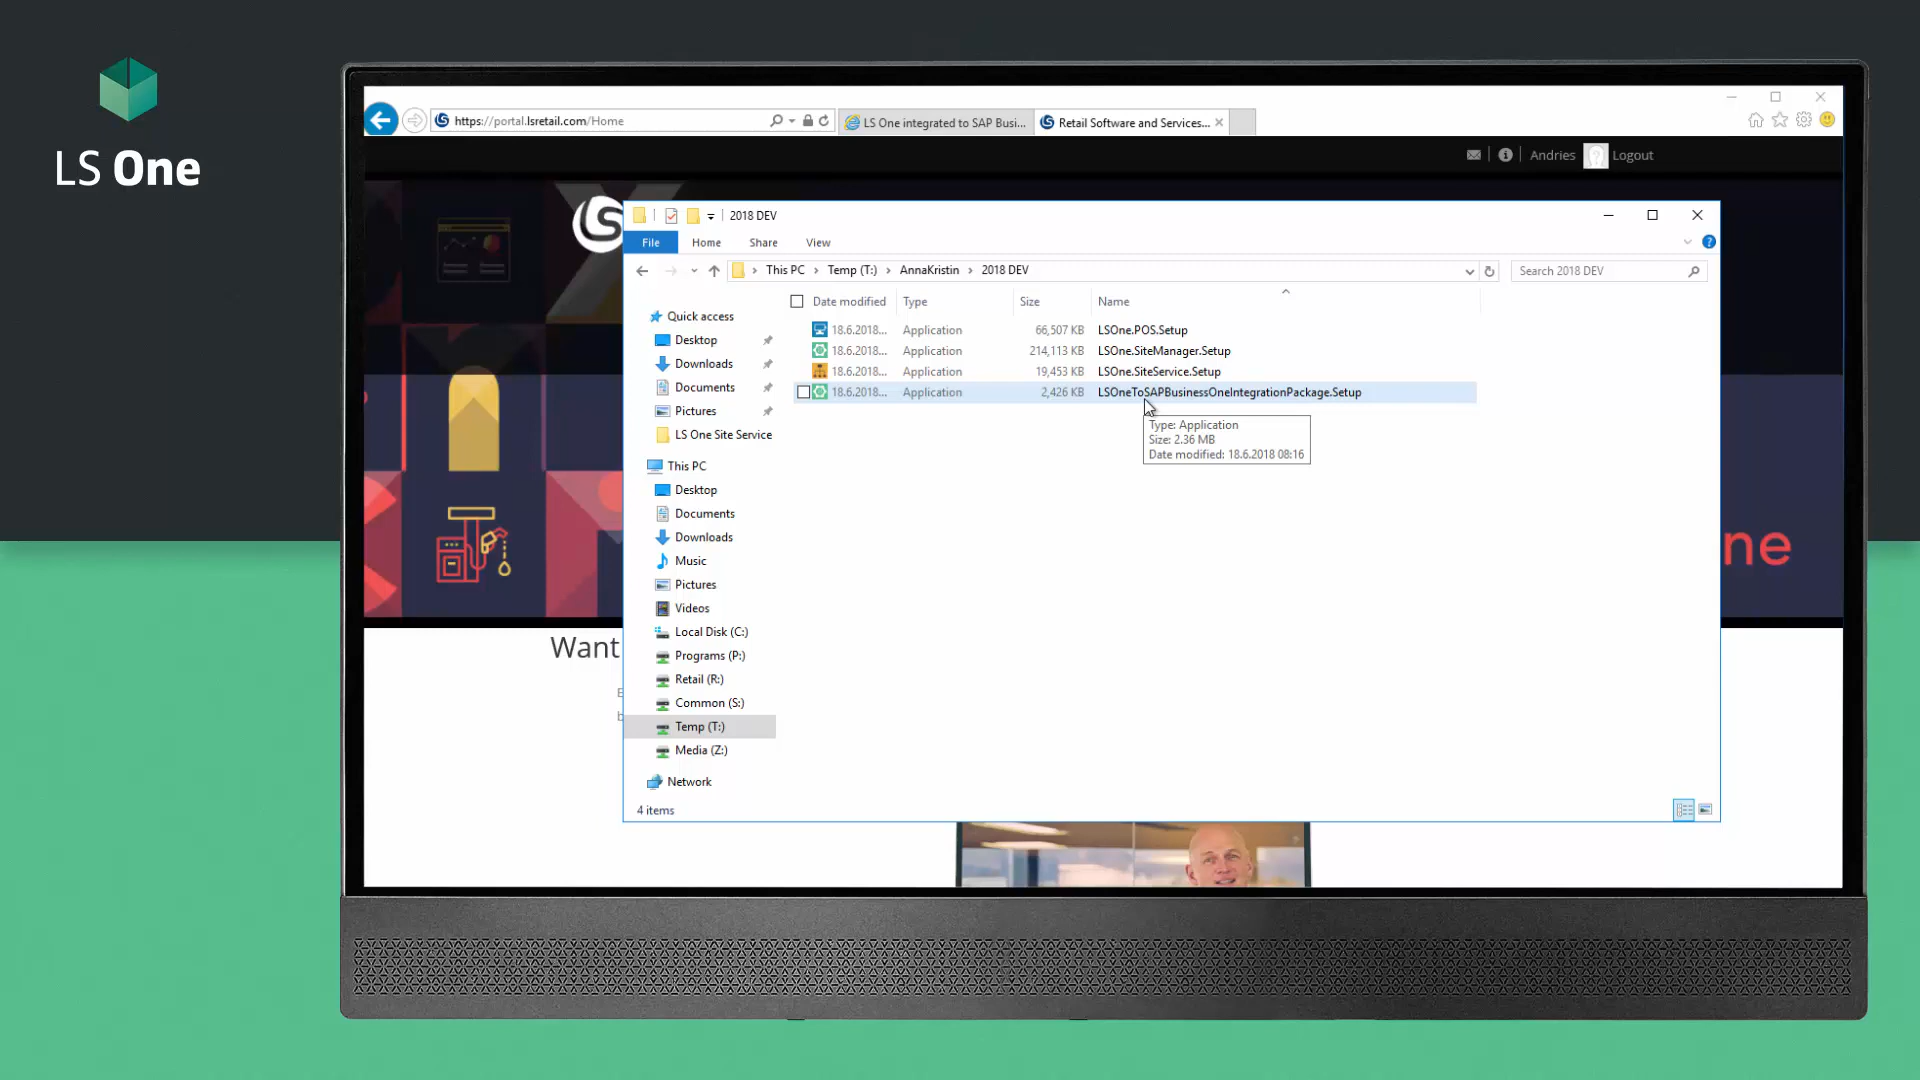 LS One
https://portal.lsretail.com/Home
LS One integrated to SAP Busi...
Retail Software and Services...
Andries
Logout
2018 DEV
File
Home
Share
View
This PC
Temp (T:)
AnnaKristin
2018 DEV
Search 2018 DEV
Date modified
Type
Size
Name
18.6.2018... Application 66,507 KB LSOne.POS.Setup
18.6.2018... Application 214,113 KB LSOne.SiteManager.Setup
18.6.2018... Application 19,453 KB LSOne.SiteService.Setup
18.6.2018... Application 2,426 KB LSOneToSAPBusinessOneIntegrationPackage.Setup
Type: Application
Size: 2.36 MB
Date modified: 18.6.2018 08:16
Quick access
Desktop
Downloads
Documents
Pictures
LS One Site Service
This PC
Desktop
Documents
Downloads
Music
Pictures
Videos
Local Disk (C:)
Programs (P:)
Retail (R:)
Common (S:)
Temp (T:)
Media (Z:)
Network
4 items
ne
Want